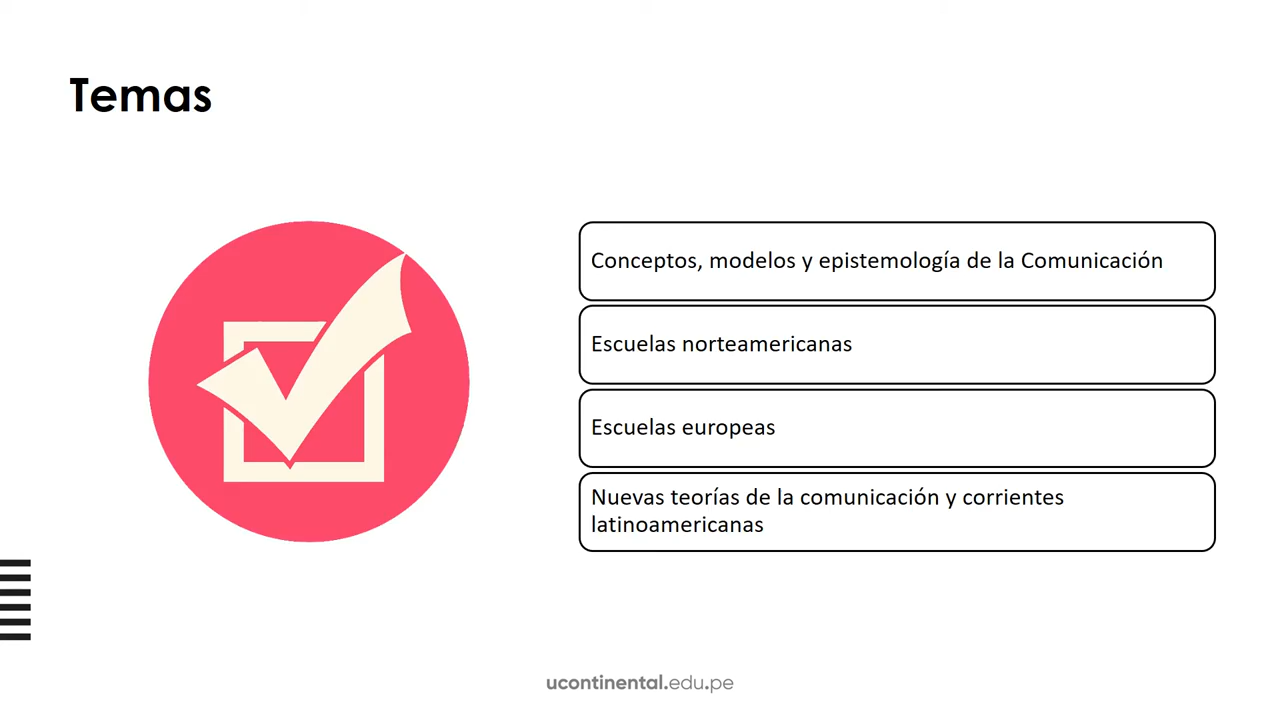 Temas
Conceptos, modelos y epistemología de la Comunicación
Escuelas norteamericanas
Escuelas europeas
Nuevas teorías de la comunicación y corrientes
latinoamericanas
ucontinental.edu.pe